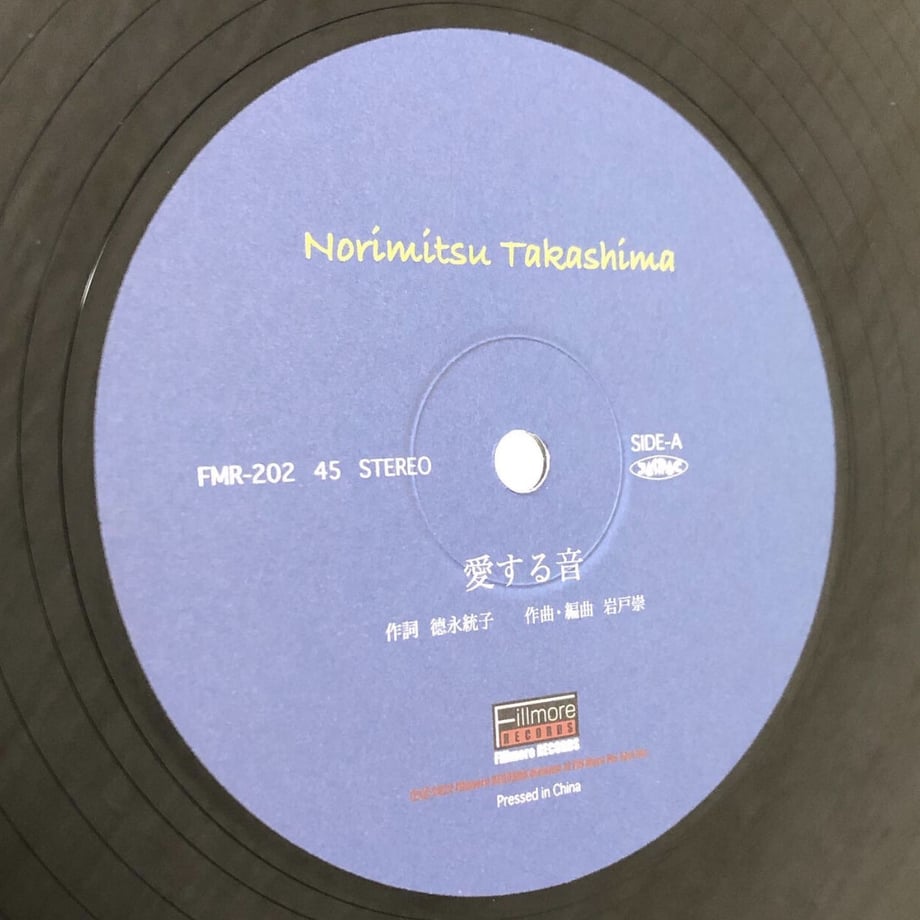 Norimitsu Takashima
FMR-202 45 STEREO
SIDE-A
愛する音
作詞 徳永統子 作曲・編曲 岩戸崇
Fillmore
RECORDS
Fillmore RECORDS
Pressed in China